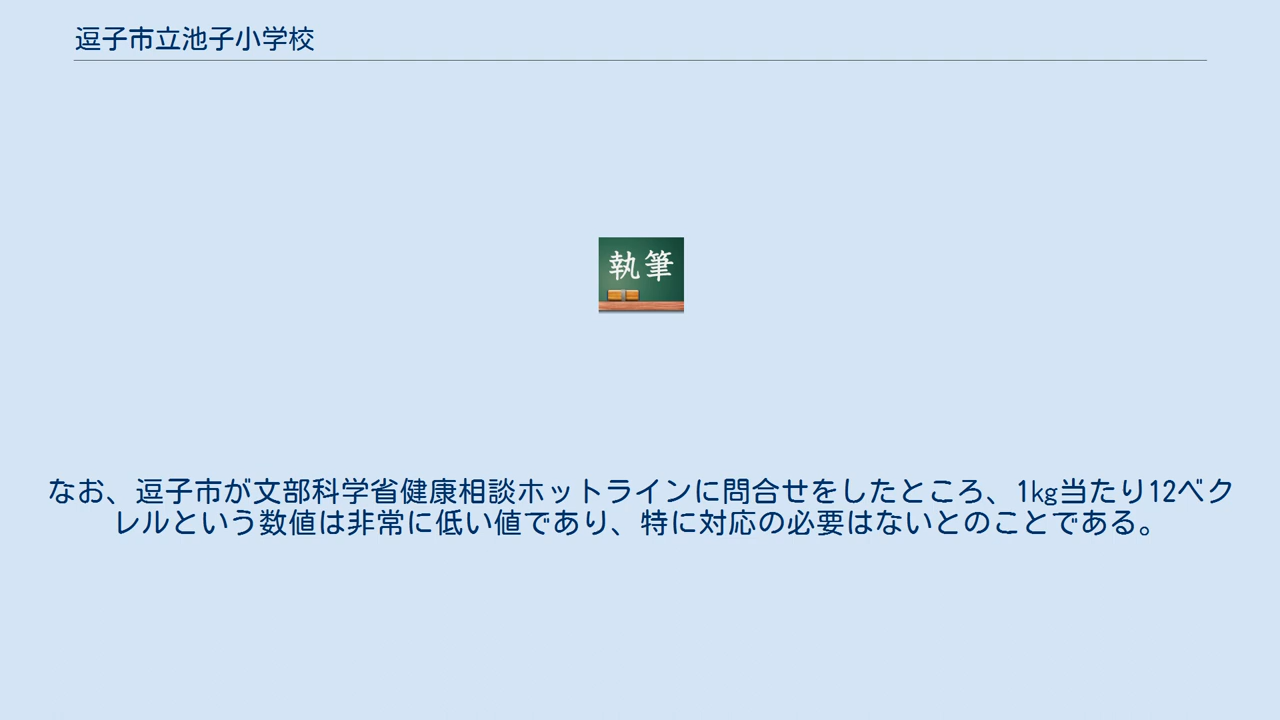 逗子市立池子小学校
執筆
なお、逗子市が文部科学省健康相談ホットラインに問合せをしたところ、1kg当たり12ベク
レルという数値は非常に低い値であり、特に対応の必要はないとのことである。